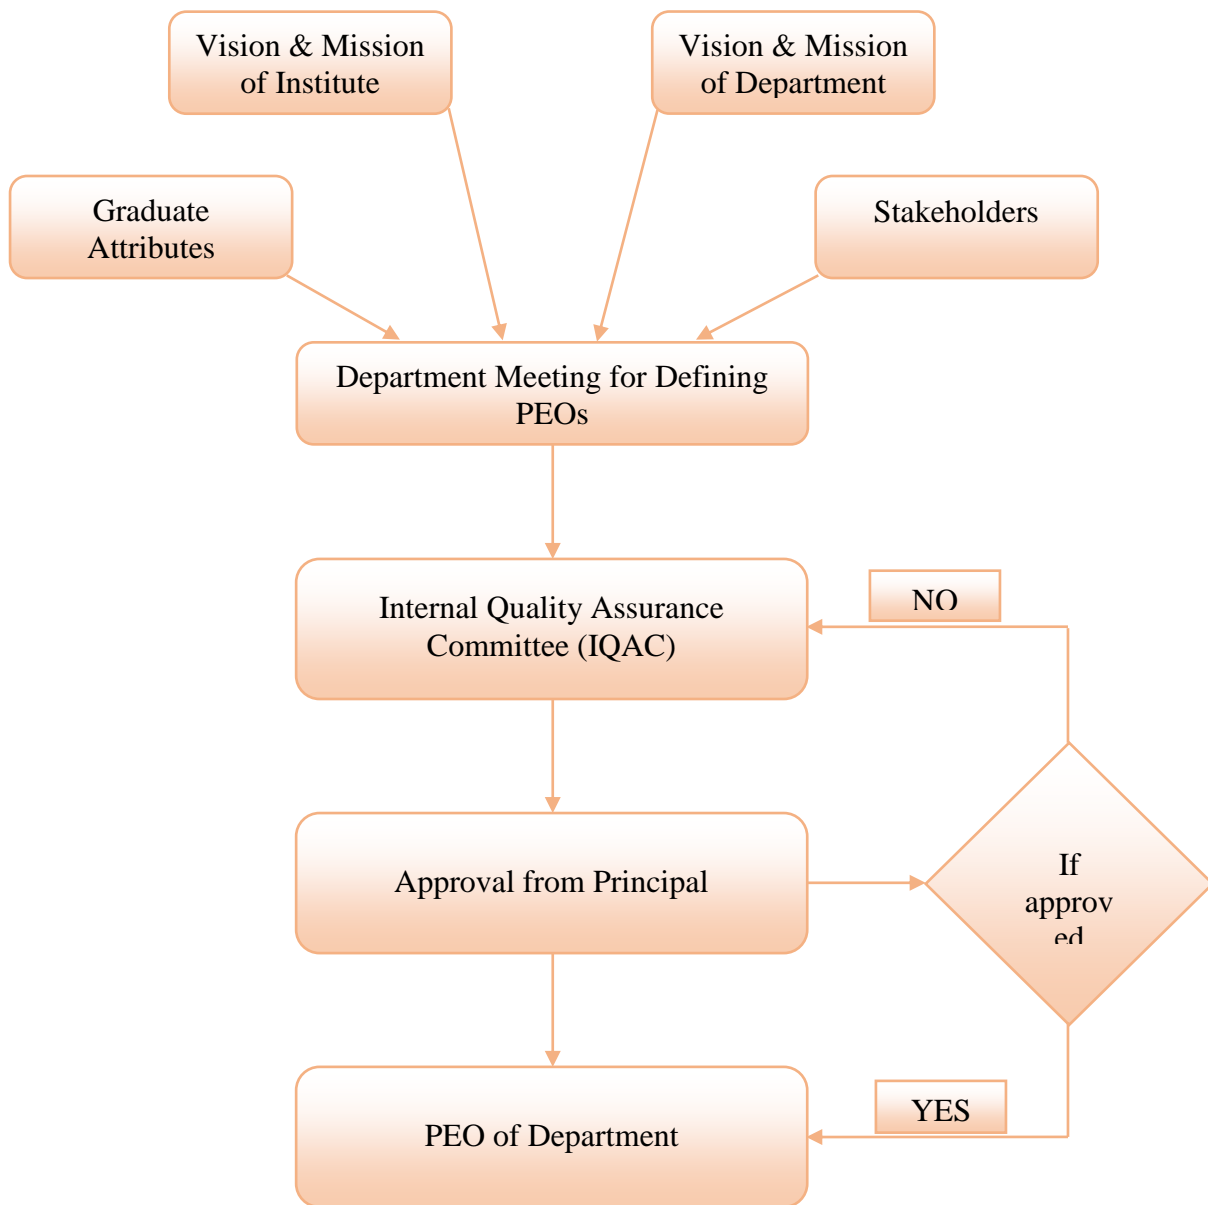 Vision & Mission
of Institute
Vision & Mission
of Department
Graduate
Attributes
Stakeholders
Department Meeting for Defining
PEOs
Internal Quality Assurance
Committee (IQAC)
NO
Approval from Principal
If
approv
ed
PEO of Department
YES